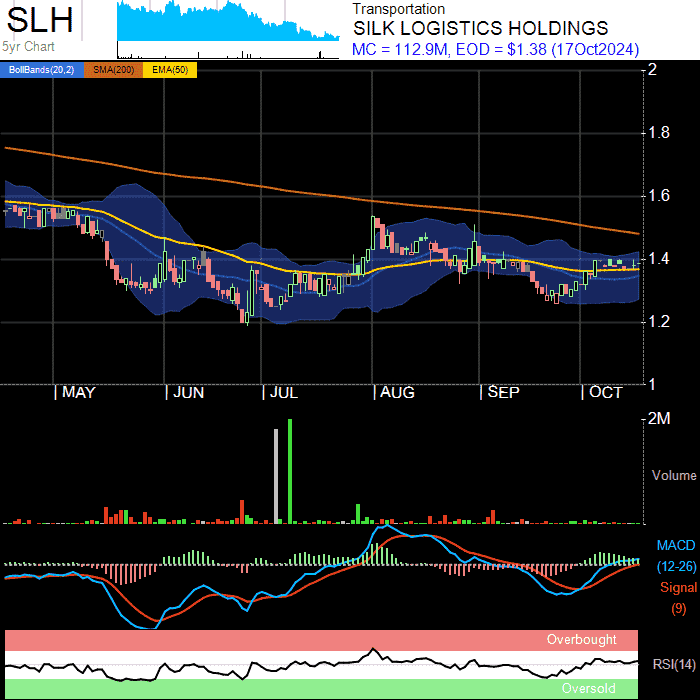 SLH
5yr Chart
Transportation
SILK LOGISTICS HOLDINGS
MC = 112.9M, EOD = $1.38 (17Oct2024)
BollBands(20,2) SMA(200) EMA(50)
2
1.8
1.6
1.4
1.2
1
MAY JUN JUL AUG SEP OCT
2M
Volume
MACD
(12-26)
Signal
(9)
Overbought
RSI(14)
Oversold